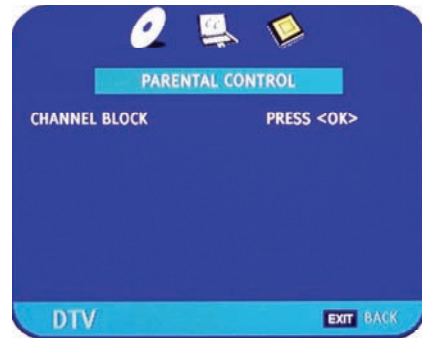 PARENTAL CONTROL
CHANNEL BLOCK PRESS <OK>
DTV EXIT BACK